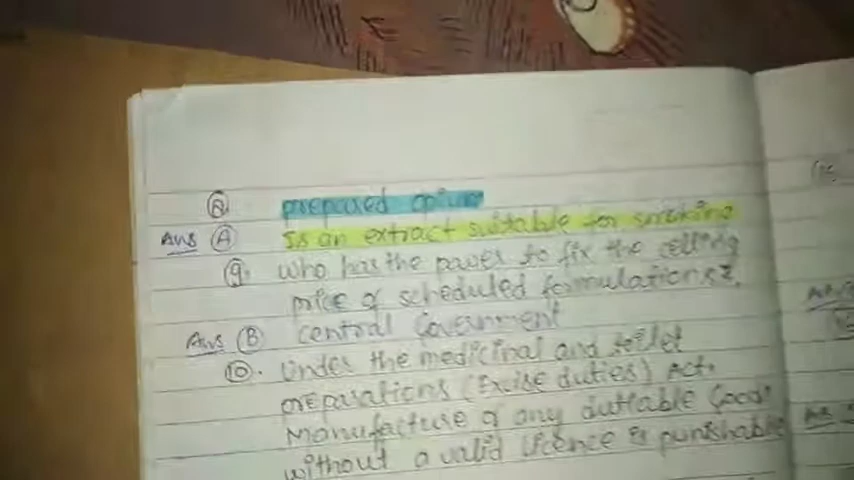 ⑧ prepared opium
Ans Ⓐ is an extract suitable for smoking
⑨. who has the power to fix the ceiling
price of scheduled formulations?
Ans Ⓑ central Government
⑩. Under the medicinal and toilet
preparations (Excise duties) Act.
Manufacture of any dutiable Goods
without a valid licence is punishable